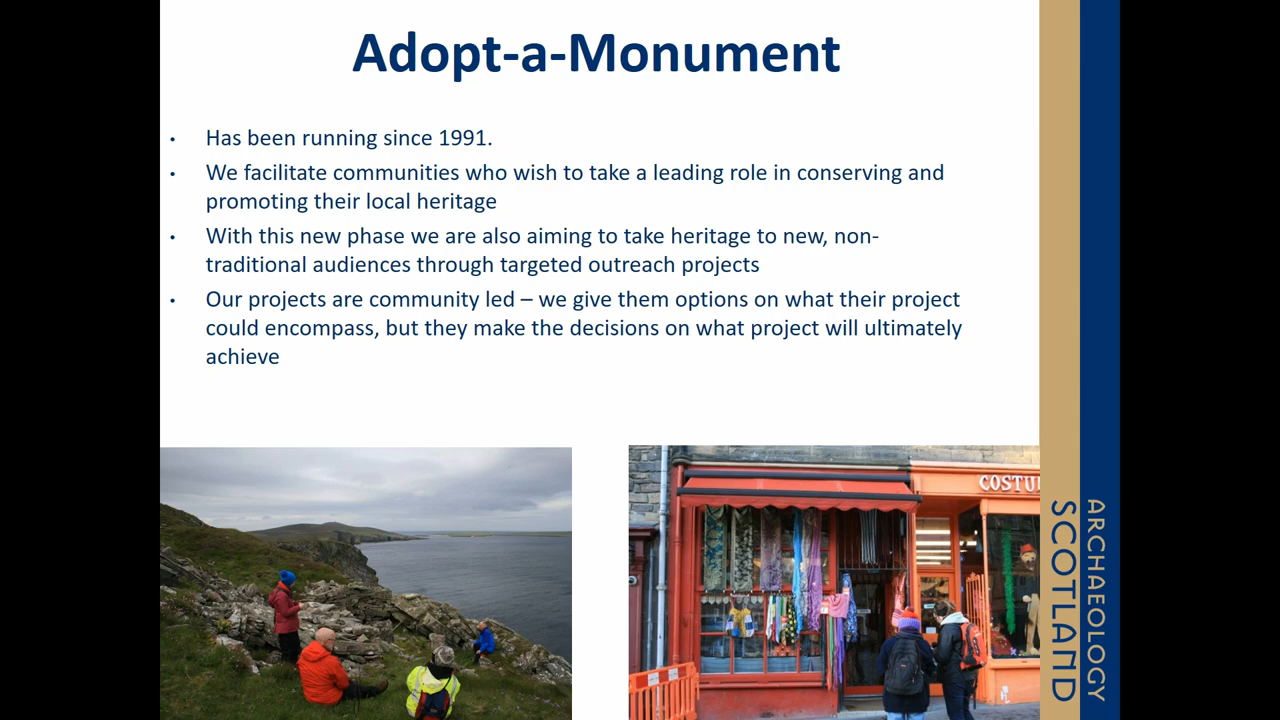 Adopt-a-Monument
• Has been running since 1991.
• We facilitate communities who wish to take a leading role in conserving and
promoting their local heritage
• With this new phase we are also aiming to take heritage to new, non-
traditional audiences through targeted outreach projects
• Our projects are community led – we give them options on what their project
could encompass, but they make the decisions on what project will ultimately
achieve
COSTU
ARCHAEOLOGY
SCOTLAND